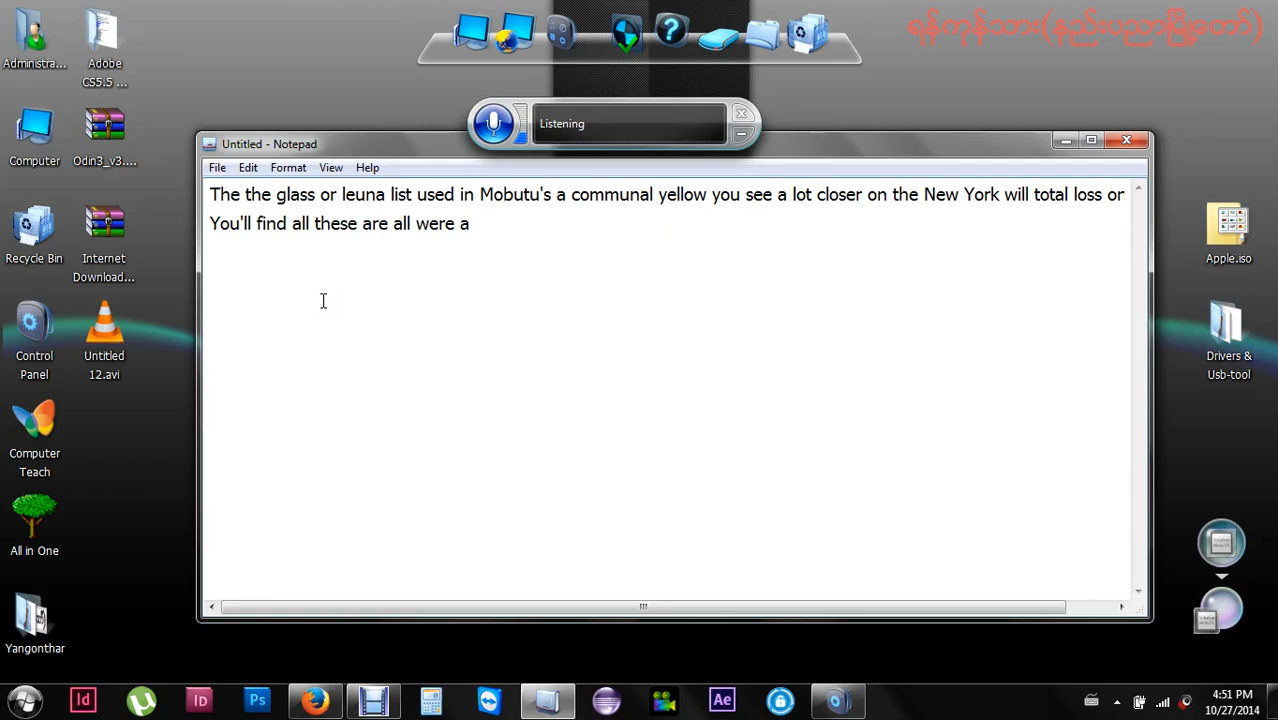 ရန်ကုန်သား(နည်းပညာမြို့တော်)
Administra...
Adobe
CS5.5 ...
Listening
Untitled - Notepad
File Edit Format View Help
The the glass or leuna list used in Mobutu's a communal yellow you see a lot closer on the New York will total loss or
You'll find all these are all were a
Computer
Odin3_v3....
Recycle Bin
Internet
Download...
Control
Panel
Untitled
12.avi
Computer
Teach
All in One
Yangonthar
Apple.iso
Drivers &
Usb-tool
Id
Id
Ps
Ae
4:51 PM
10/27/2014